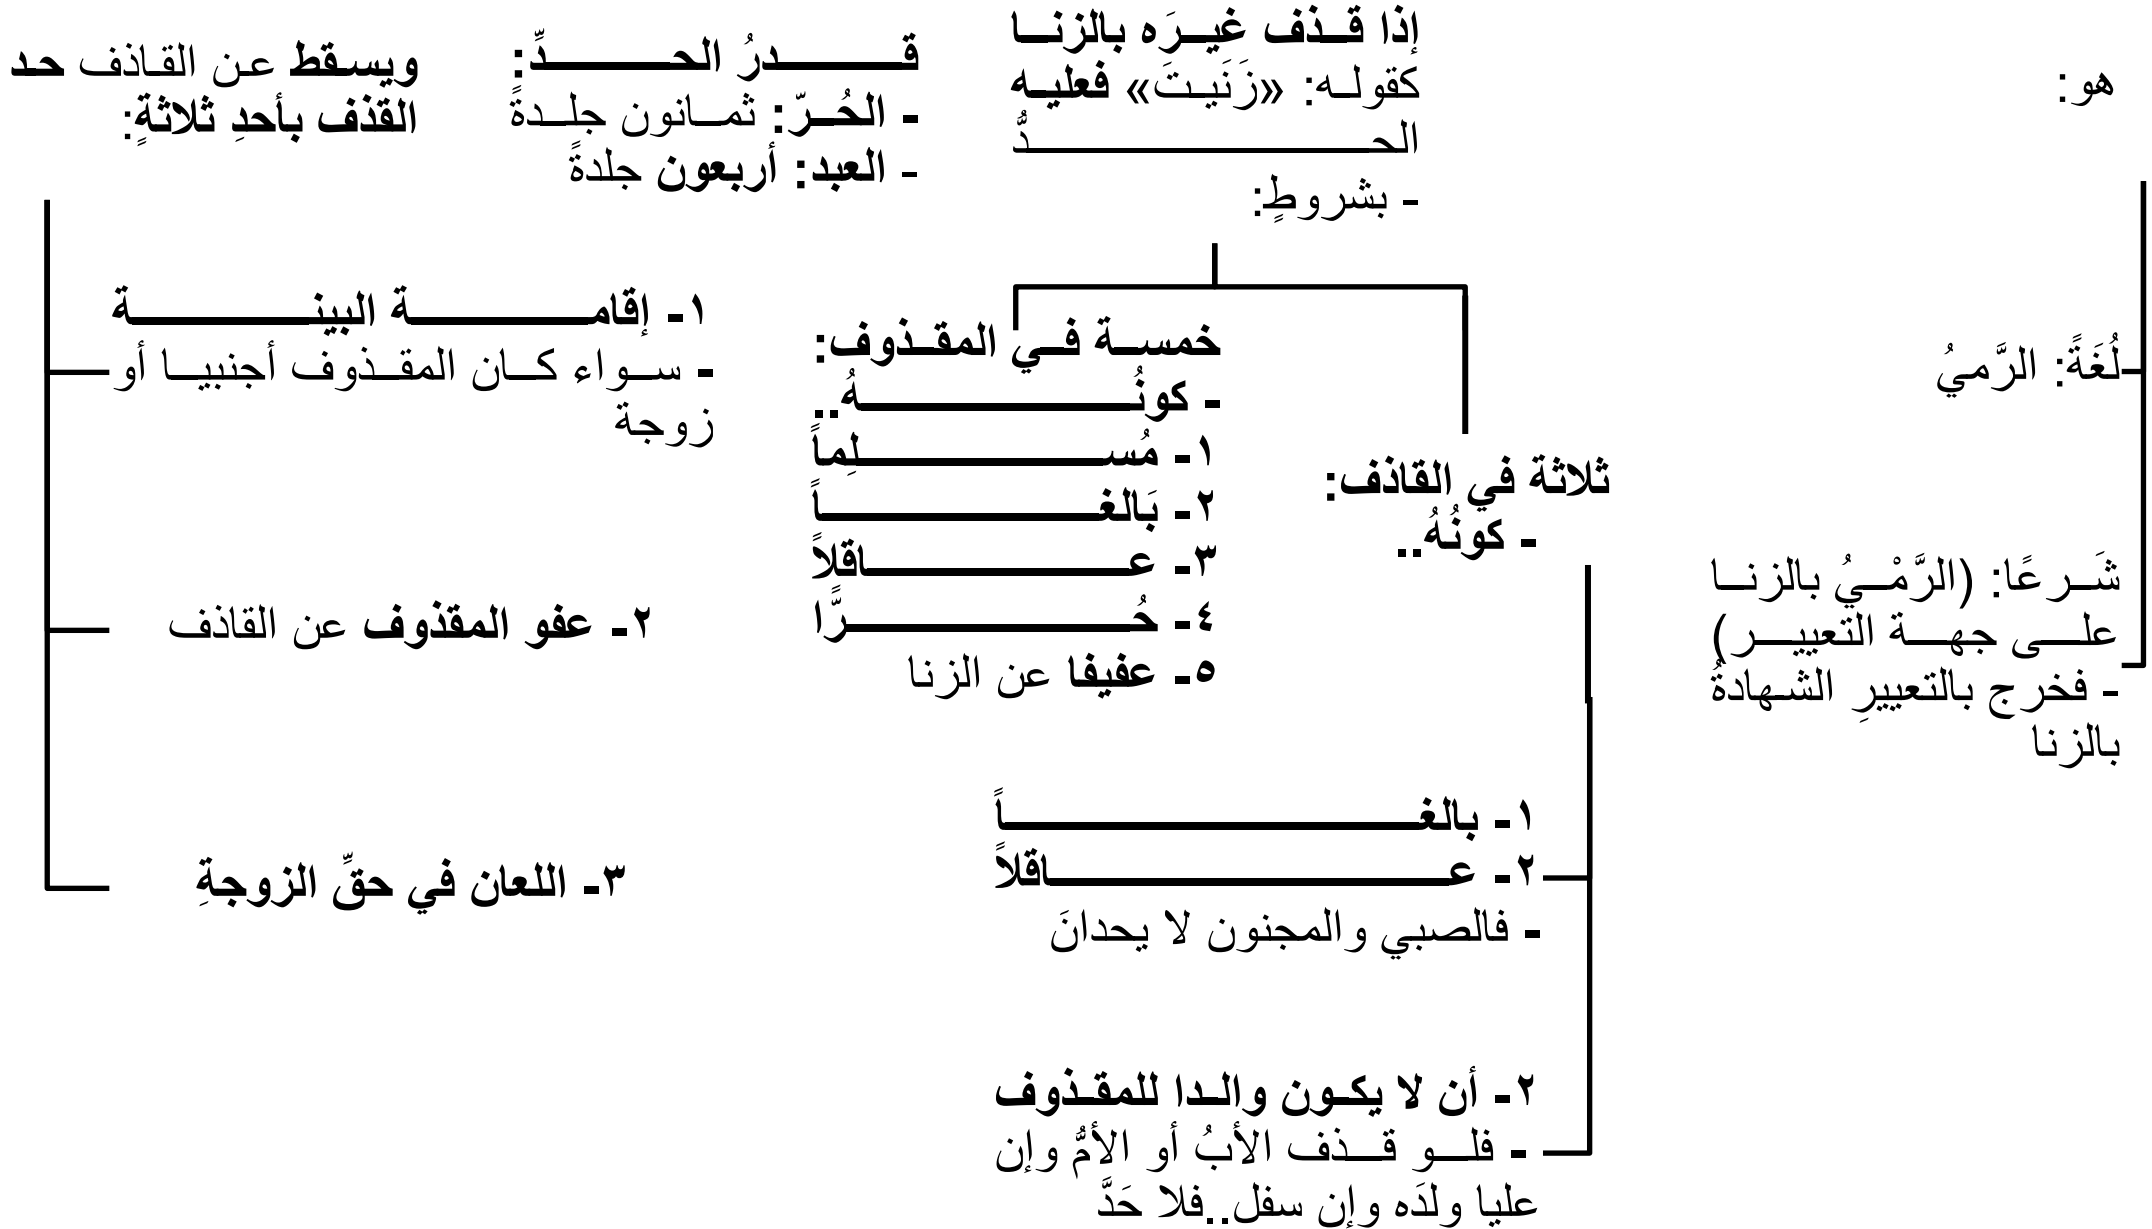 هو:
لُغَةً: الرَّميُ
شَرعًا: (الرَّمْيُ بالزنا
على جهة التعيير)
- فخرج بالتعييرِ الشهادةُ
بالزنا
إذا قذف غيرَه بالزنا
كقوله: «زَنَيتَ» فعليه
الحدُّ
- بشروطٍ:
ثلاثة في القاذف:
- كونُهُ..
١- بالغاً
٢- عاقلاً
- فالصبي والمجنون لا يحدانَ
٢- أن لا يكون والدا للمقذوف
- فلو قذف الأبُ أو الأمُّ وإن
عليا ولدَه وإن سفل..فلا حَدَّ
خمسة في المقذوف:
- كونُهُ..
١- مُسلِماً
٢- بَالغاً
٣- عاقلاً
٤- حُرًّا
٥- عفيفا عن الزنا
قدرُ الحدِّ:
- الحُرّ: ثمانون جلدةً
- العبد: أربعون جلدةً
ويسقط عن القاذف حد
القذف بأحدِ ثلاثةٍ:
١- إقامة البينة
- سواء كان المقذوف أجنبيا أو
زوجة
٢- عفو المقذوف عن القاذف
٣- اللعان في حقِّ الزوجةِ